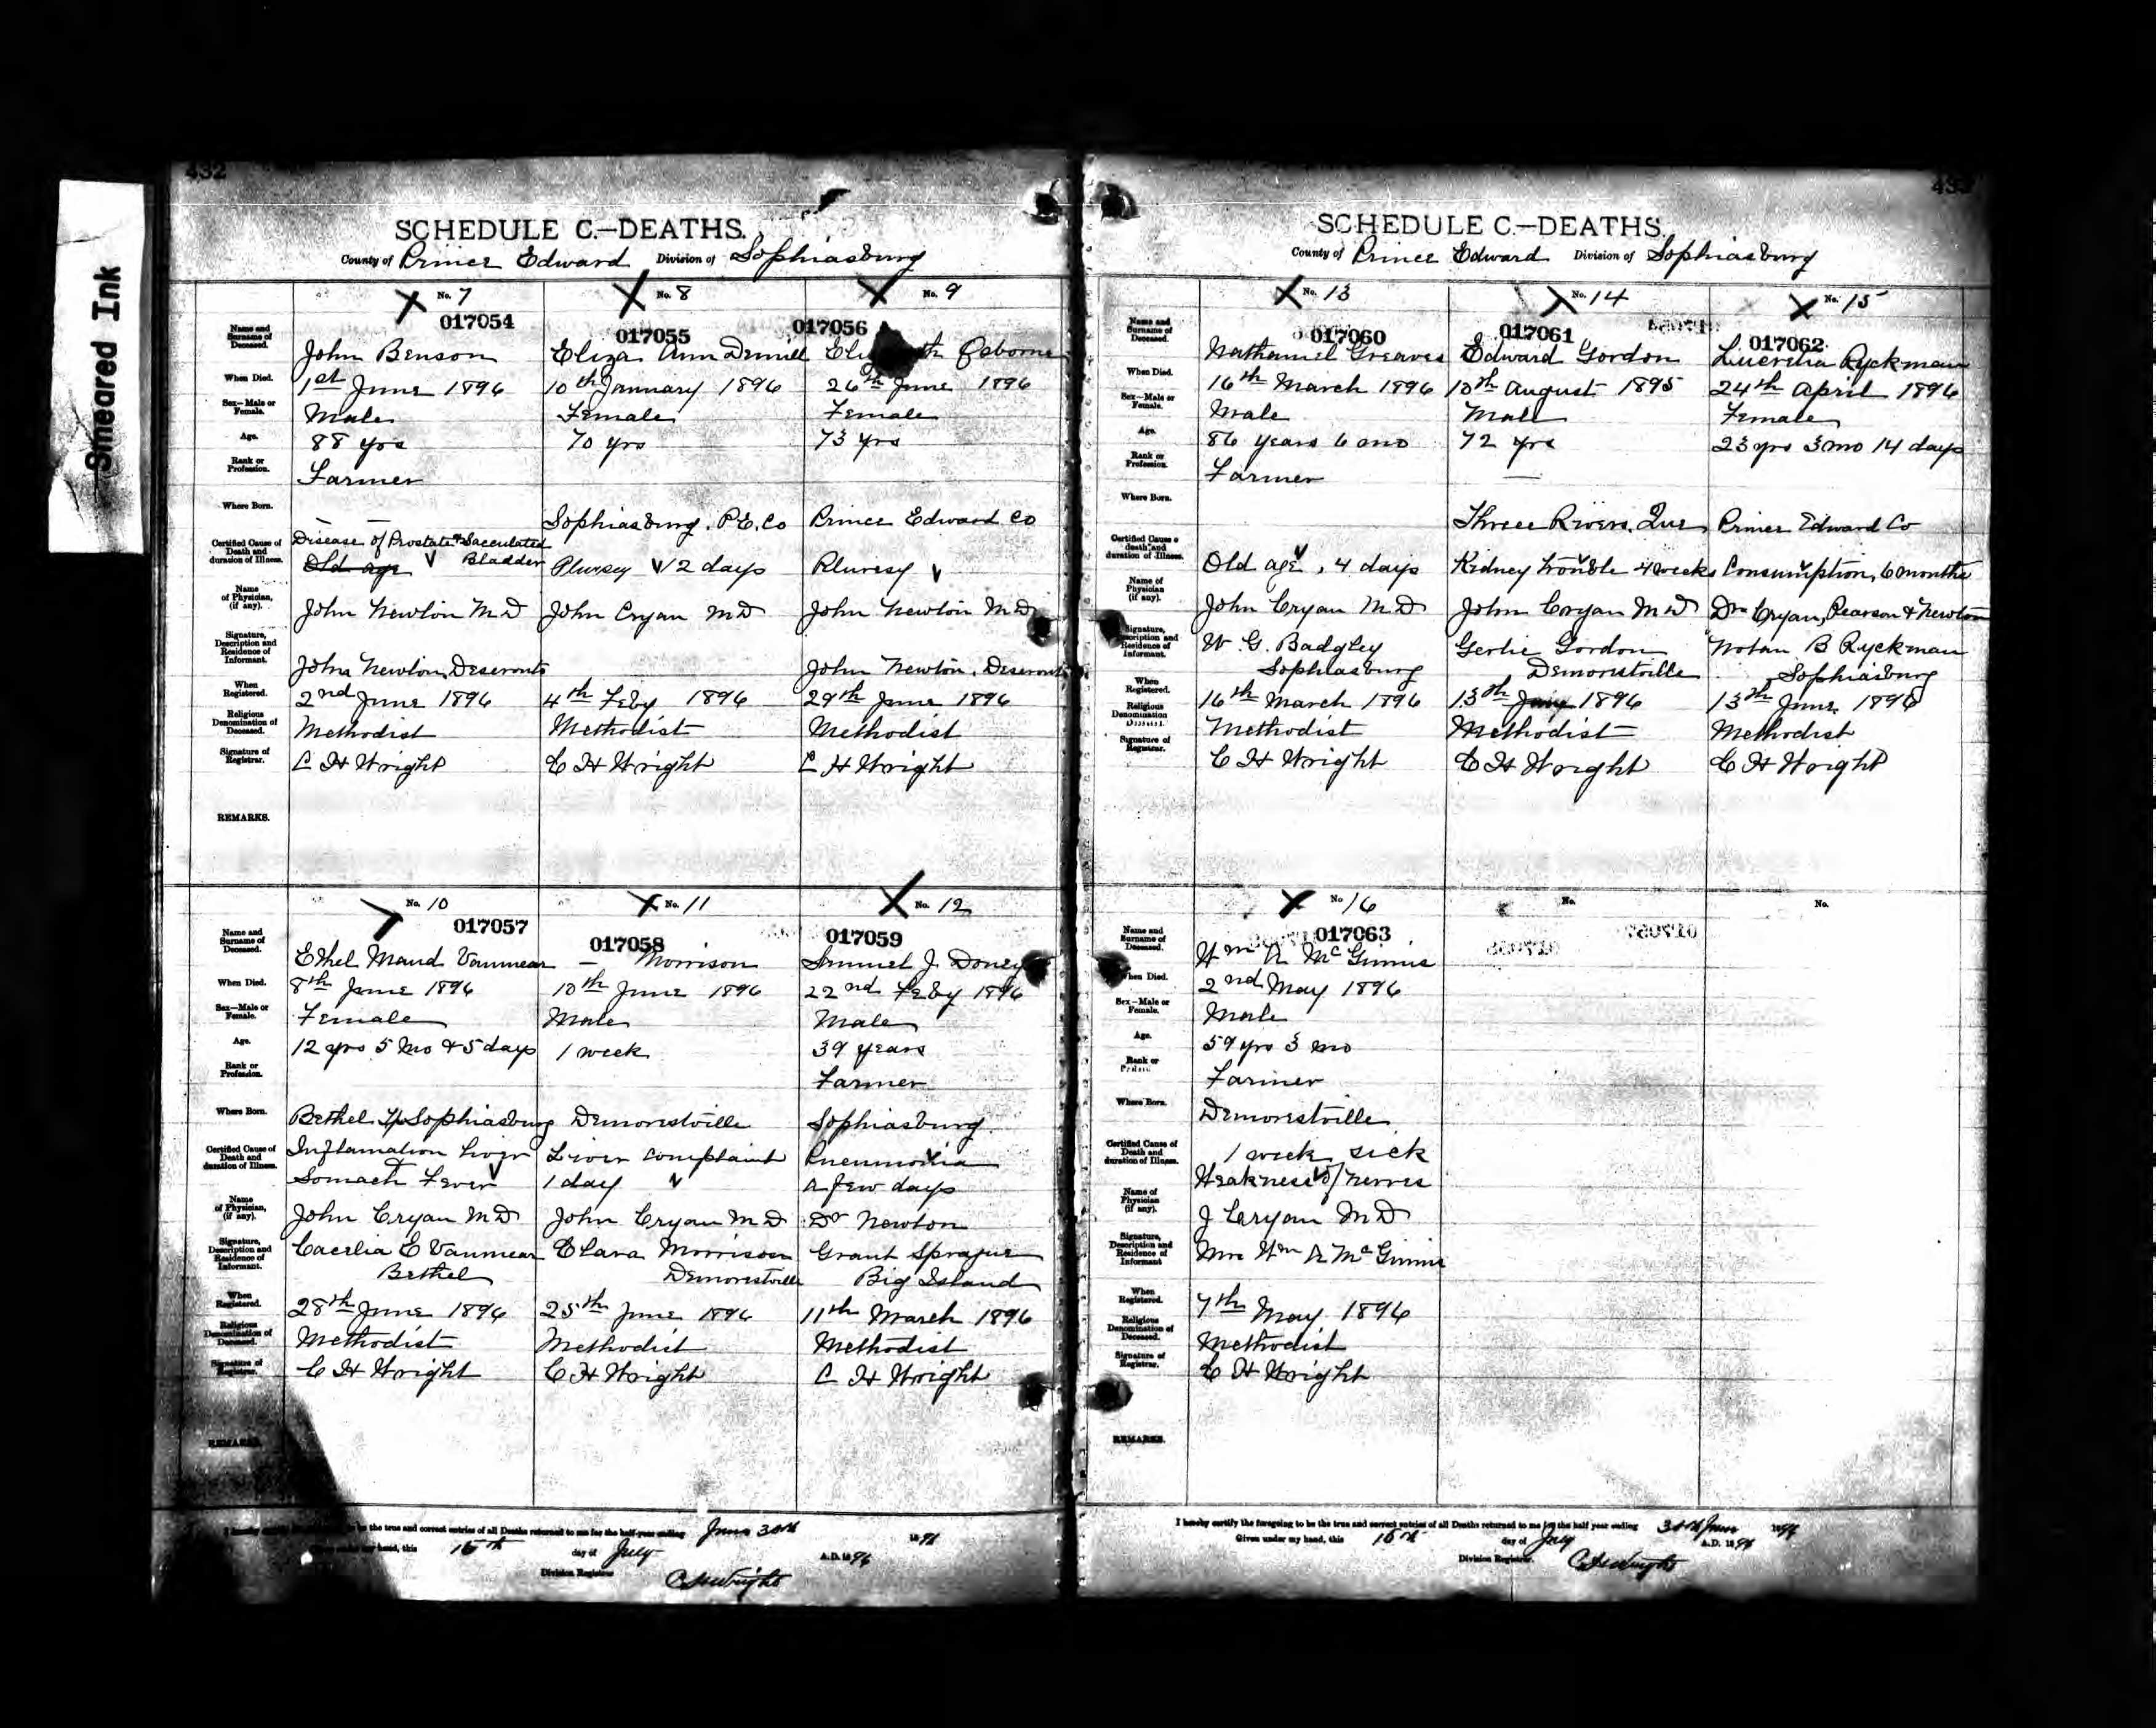 Smeared Ink
432
SCHEDULE C.—DEATHS.
County of Prince Edward Division of Sophiasburg
No. 7
017054
Name and Surname of Deceased. John Benson
When Died. 1st June 1896
Sex—Male or Female. Male
Age. 88 yrs
Rank or Profession. Farmer
Where Born. —
Certified Cause of Death and duration of Illness. Disease of Prostate & Sacculated Bladder
Old age
Name of Physician, (if any). John Newton M D
Signature, Description and Residence of Informant. John Newton, Deseronto
When Registered. 2nd June 1896
Religious Denomination of Deceased. Methodist
Signature of Registrar. C H Wright
REMARKS.
No. 8
017055
Eliza Ann Demill
10th January 1896
Female
70 yrs
Sophiasburg. P.E. Co
Plurisy 12 days
John Cryan M D
4th Feby 1896
Methodist
C H Wright
No. 9
017056
Osborne
26th June 1896
Female
73 yrs
Prince Edward Co
Pluresy
John Newton M D
John Newton, Deseronto
29th June 1896
Methodist
C H Wright
No. 10
017057
Name and Surname of Deceased. Ethel Maud Vanmear
When Died. 8th June 1896
Sex—Male or Female. Female
Age. 12 yrs 5 Mo & 5 days
Rank or Profession.
Where Born. Bethel Sophiasburg
Certified Cause of Death and duration of Illness. Inflamation Liver
Somach Fever
Name of Physician, (if any). John Cryan M D
Signature, Description and Residence of Informant. Caecelia E Vanmear
Bethel
When Registered. 28th June 1896
Religious Denomination of Deceased. Methodist
Signature of Registrar. C H Wright
REMARKS.
No. 11
017058
— Morrison
10th June 1896
Male
1 week
Demorestville
Liver complaint
1 day
John Cryan M D
Clara Morrison
Demorestville
25th June 1896
Methodist
C H Wright
No. 12
017059
Samuel J. Doney
22nd Feby 1896
Male
39 years
Farmer
Sophiasburg
Pneumonia
a few days
Dr Newton
Grant Sprague
Big Island
11th March 1896
Methodist
C H Wright
be the true and correct entries of all Deaths returned to me for the half-year ending June 30th 1896
hand, this 15th day of July A.D. 1896
Division Registrar C H Wright
SCHEDULE C.—DEATHS.
County of Prince Edward Division of Sophiasburg
No. 13
017060
Name and Surname of Deceased. Nathaniel Greaves
When Died. 16th March 1896
Sex—Male or Female. Male
Age. 86 years 6 mo
Rank or Profession. Farmer
Where Born.
Certified Cause o death and duration of Illness. Old age, 4 days
Name of Physician (if any). John Cryan M D
Signature, Description and Residence of Informant. W. G. Badgley
Sophiasburg
When Registered. 16th March 1896
Religious Denomination Methodist
Signature of Registrar. C H Wright
No. 14
017061
Edward Gordon
10th August 1895
Male
72 yrs
—
Three Rivers, Que
Kidney trouble 4 weeks
John Cryan M D
Gertie Gordon
Demorestville
13th 1896
Methodist
C H Wright
No. 15
017062
Lucretia Ryckman
24th April 1896
Female
23 yrs 3 mo 14 days
Prince Edward Co
Consumption, 6 months
Drs Cryan, Pearson & Newton
Nolan B Ryckman
Sophiasburg
13th June 1896
Methodist
C H Wright
No 16
017063
Name and Surname of Deceased. Wm R McGinnis
When Died. 2nd May 1896
Sex—Male or Female. Male
Age. 59 yrs 3 mo
Rank or Farmer
Where Born. Demorestville
Certified Cause of Death and duration of Illness. 1 week sick
Weakness of nerves
Name of Physician (if any). J Cryan M D
Signature, Description and Residence of Informant Mrs Wm R McGinnis
When Registered. 7th May 1896
Religious Denomination of Deceased. Methodist
Signature of Registrar. C H Wright
REMARKS.
No.
No.
I hereby certify the foregoing to be the true and correct entries of all Deaths returned to me for the half year ending 30th June 1896
Given under my hand, this 15th day of July A.D. 1896
Division Registrar. C H Wright